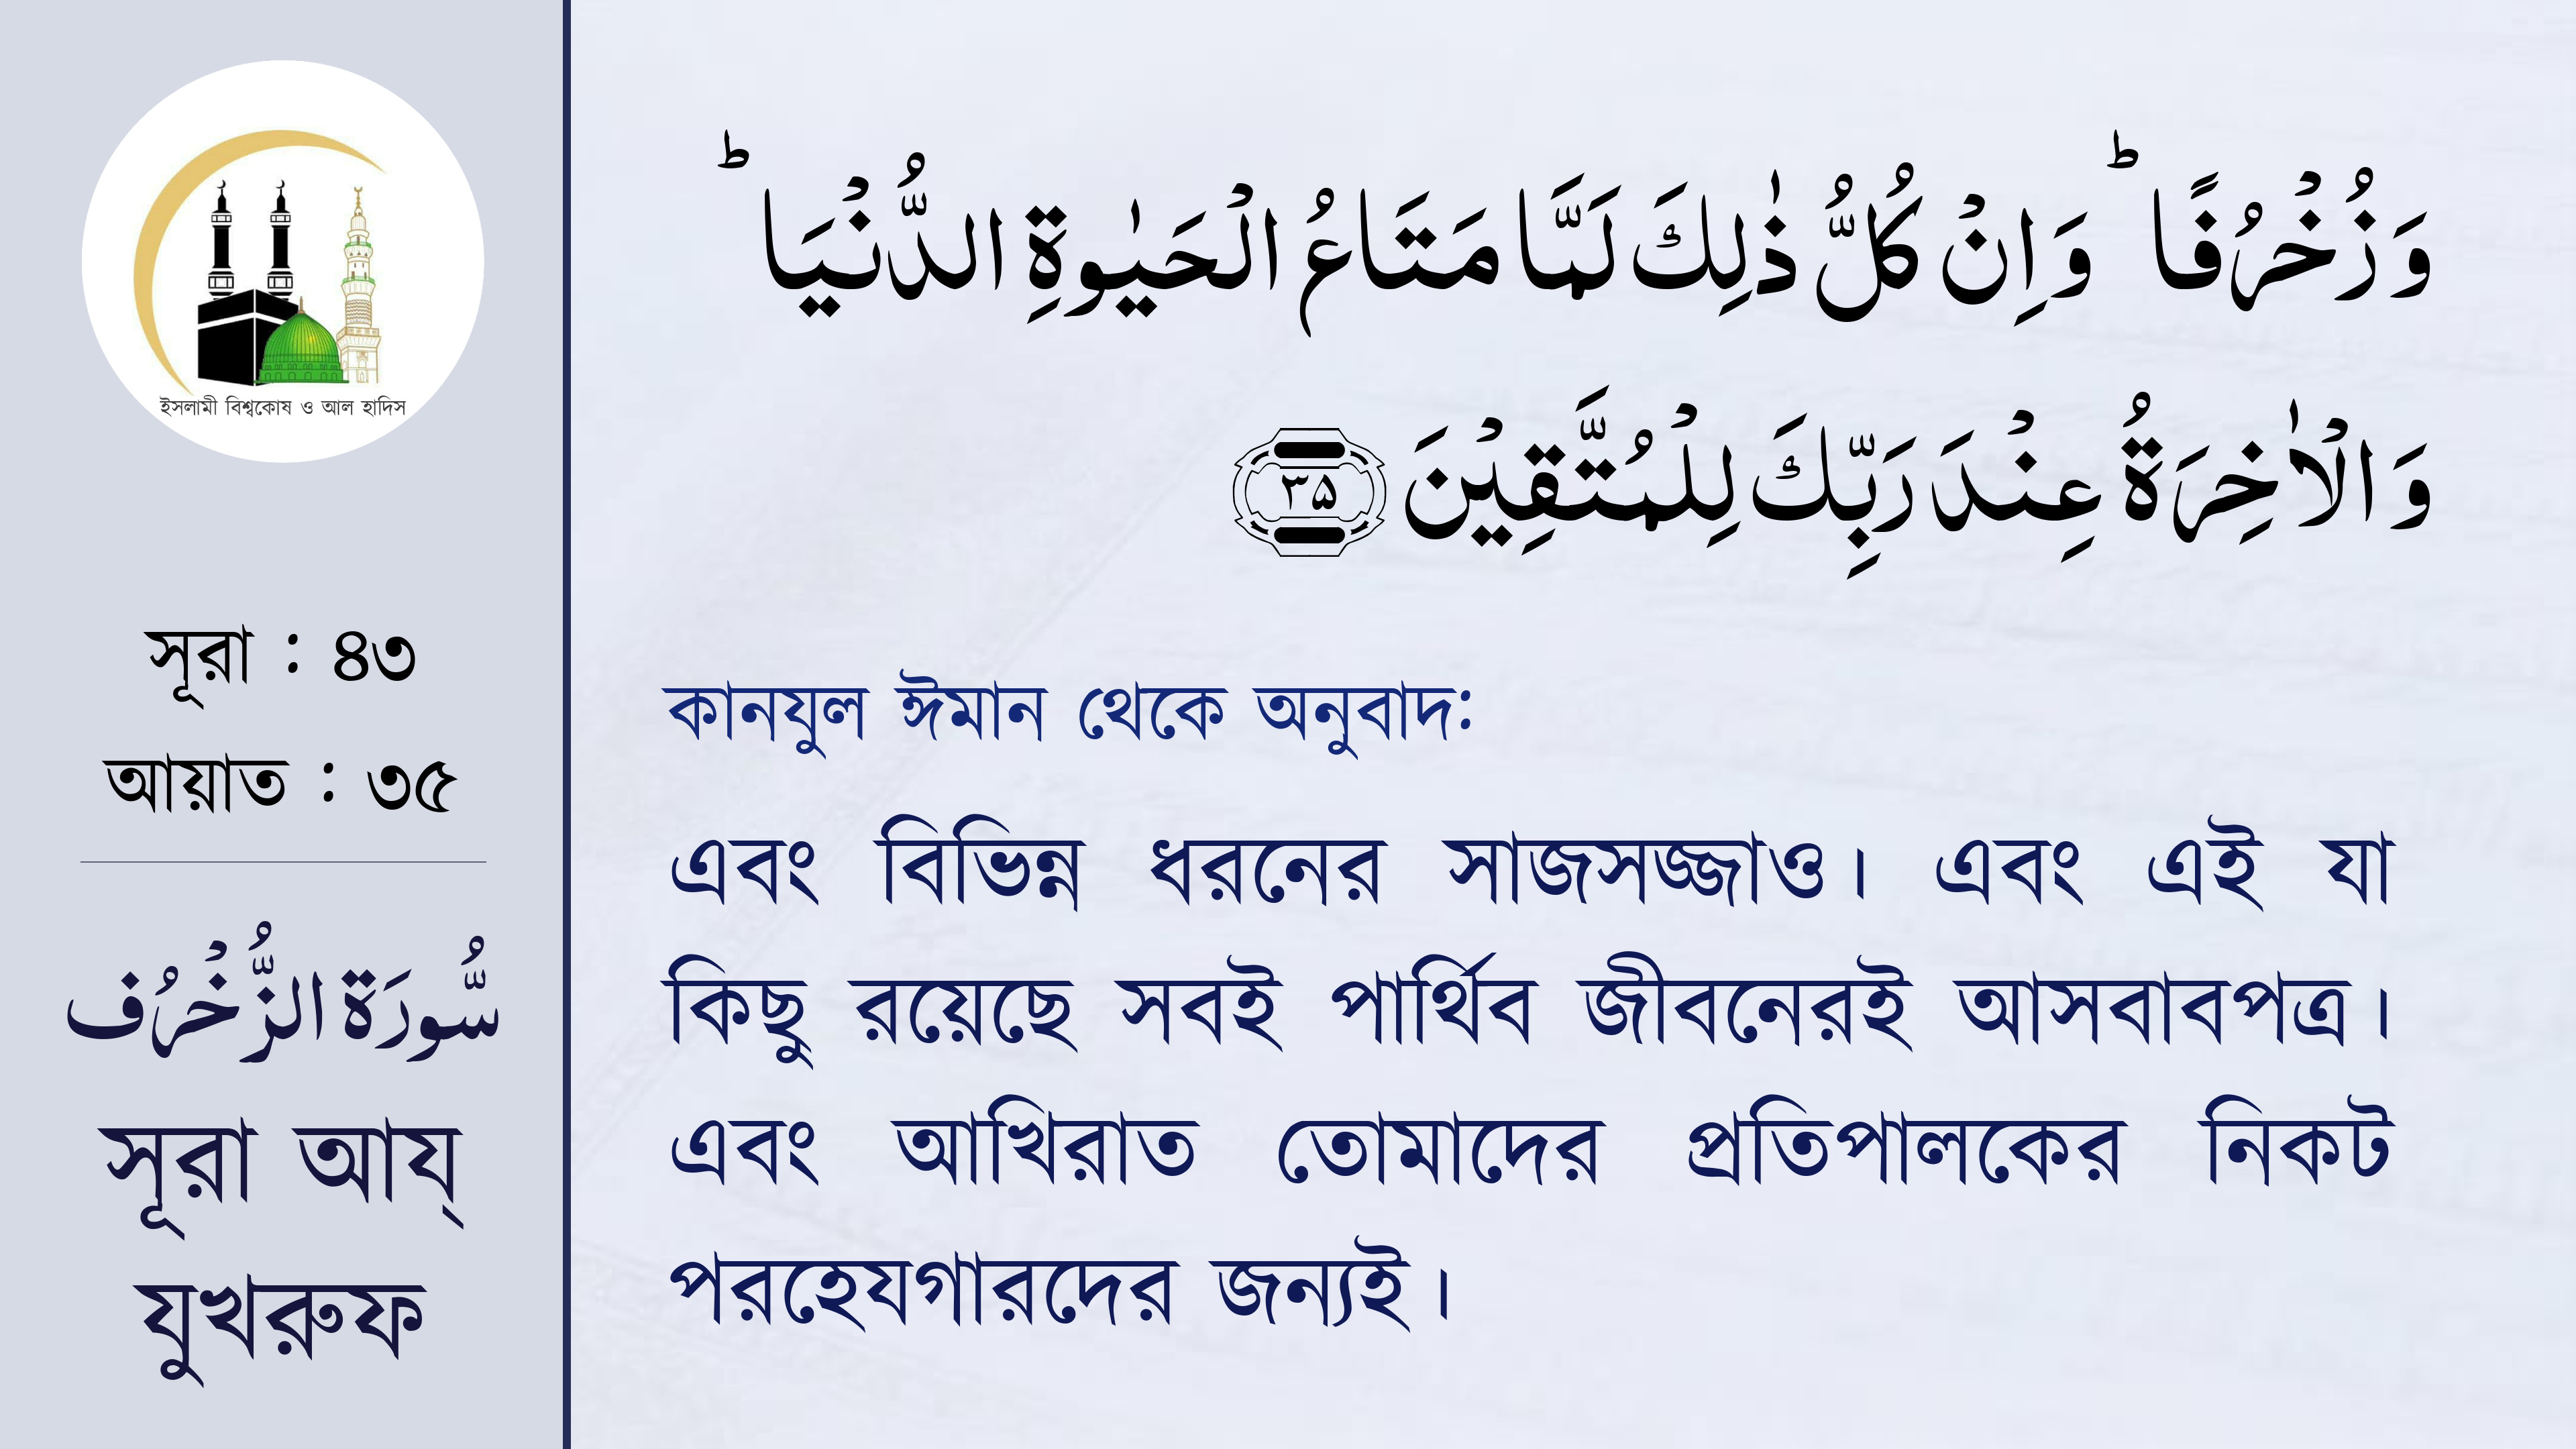 ইসলামী বিশ্বকোষ ও আল হাদিস
সূরা : ৪৩
আয়াত : ৩৫
سُّورَة الزُّخۡرُف
সূরা আয্
যুখরুফ
وَزُخۡرُفًا ؕ وَاِنۡ كُلُّ ذٰلِكَ لَمَّا مَتَاعُ الۡحَيٰوةِ الدُّنۡيَا ؕ
وَالۡاٰخِرَةُ عِنۡدَ رَبِّكَ لِلۡمُتَّقِيۡنَ ۳۵
কানযুল ঈমান থেকে অনুবাদ:
এবং বিভিন্ন ধরনের সাজসজ্জাও। এবং এই যা
কিছু রয়েছে সবই পার্থিব জীবনেরই আসবাবপত্র।
এবং আখিরাত তোমাদের প্রতিপালকের নিকট
পরহেযগারদের জন্যই।